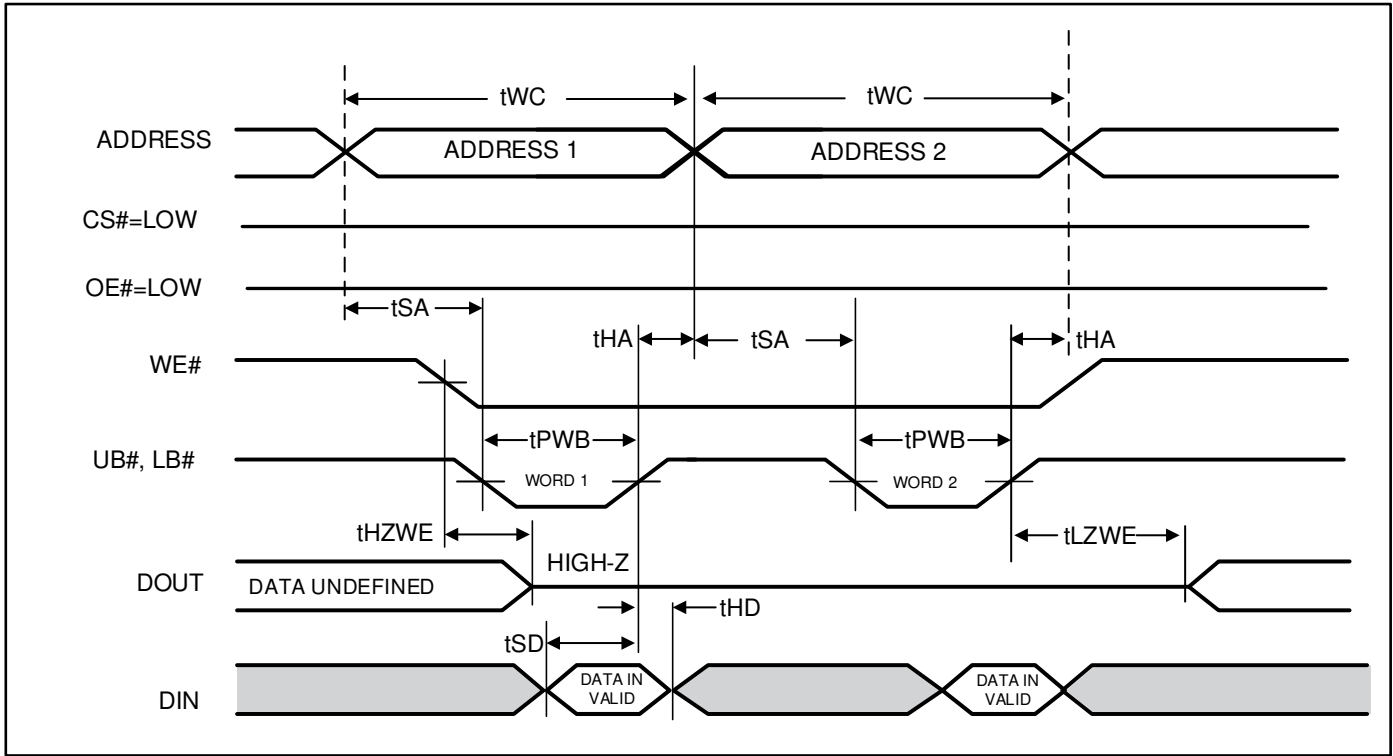 tWC tWC
ADDRESS ADDRESS 1 ADDRESS 2
CS#=LOW
OE#=LOW
tSA tHA tSA tHA
WE#
tPWB tPWB
UB#, LB# WORD 1 WORD 2
tHZWE tLZWE
HIGH-Z
DOUT DATA UNDEFINED
tHD
tSD
DIN DATA IN VALID DATA IN VALID